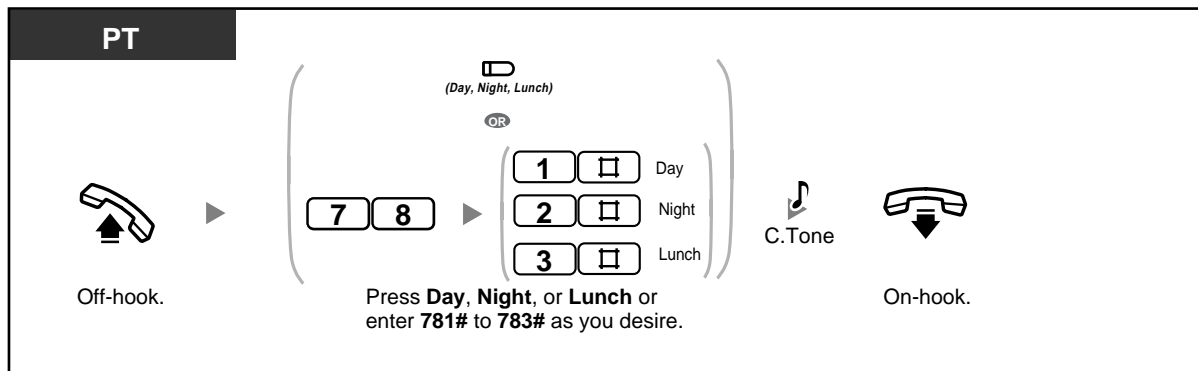 PT
(Day, Night, Lunch)
OR
1 # Day
7 8 2 # Night
3 # Lunch
C.Tone
Off-hook.
Press Day, Night, or Lunch or
enter 781# to 783# as you desire.
On-hook.